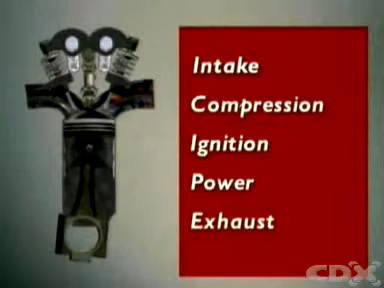 Intake
Compression
Ignition
Power
Exhaust
CDX